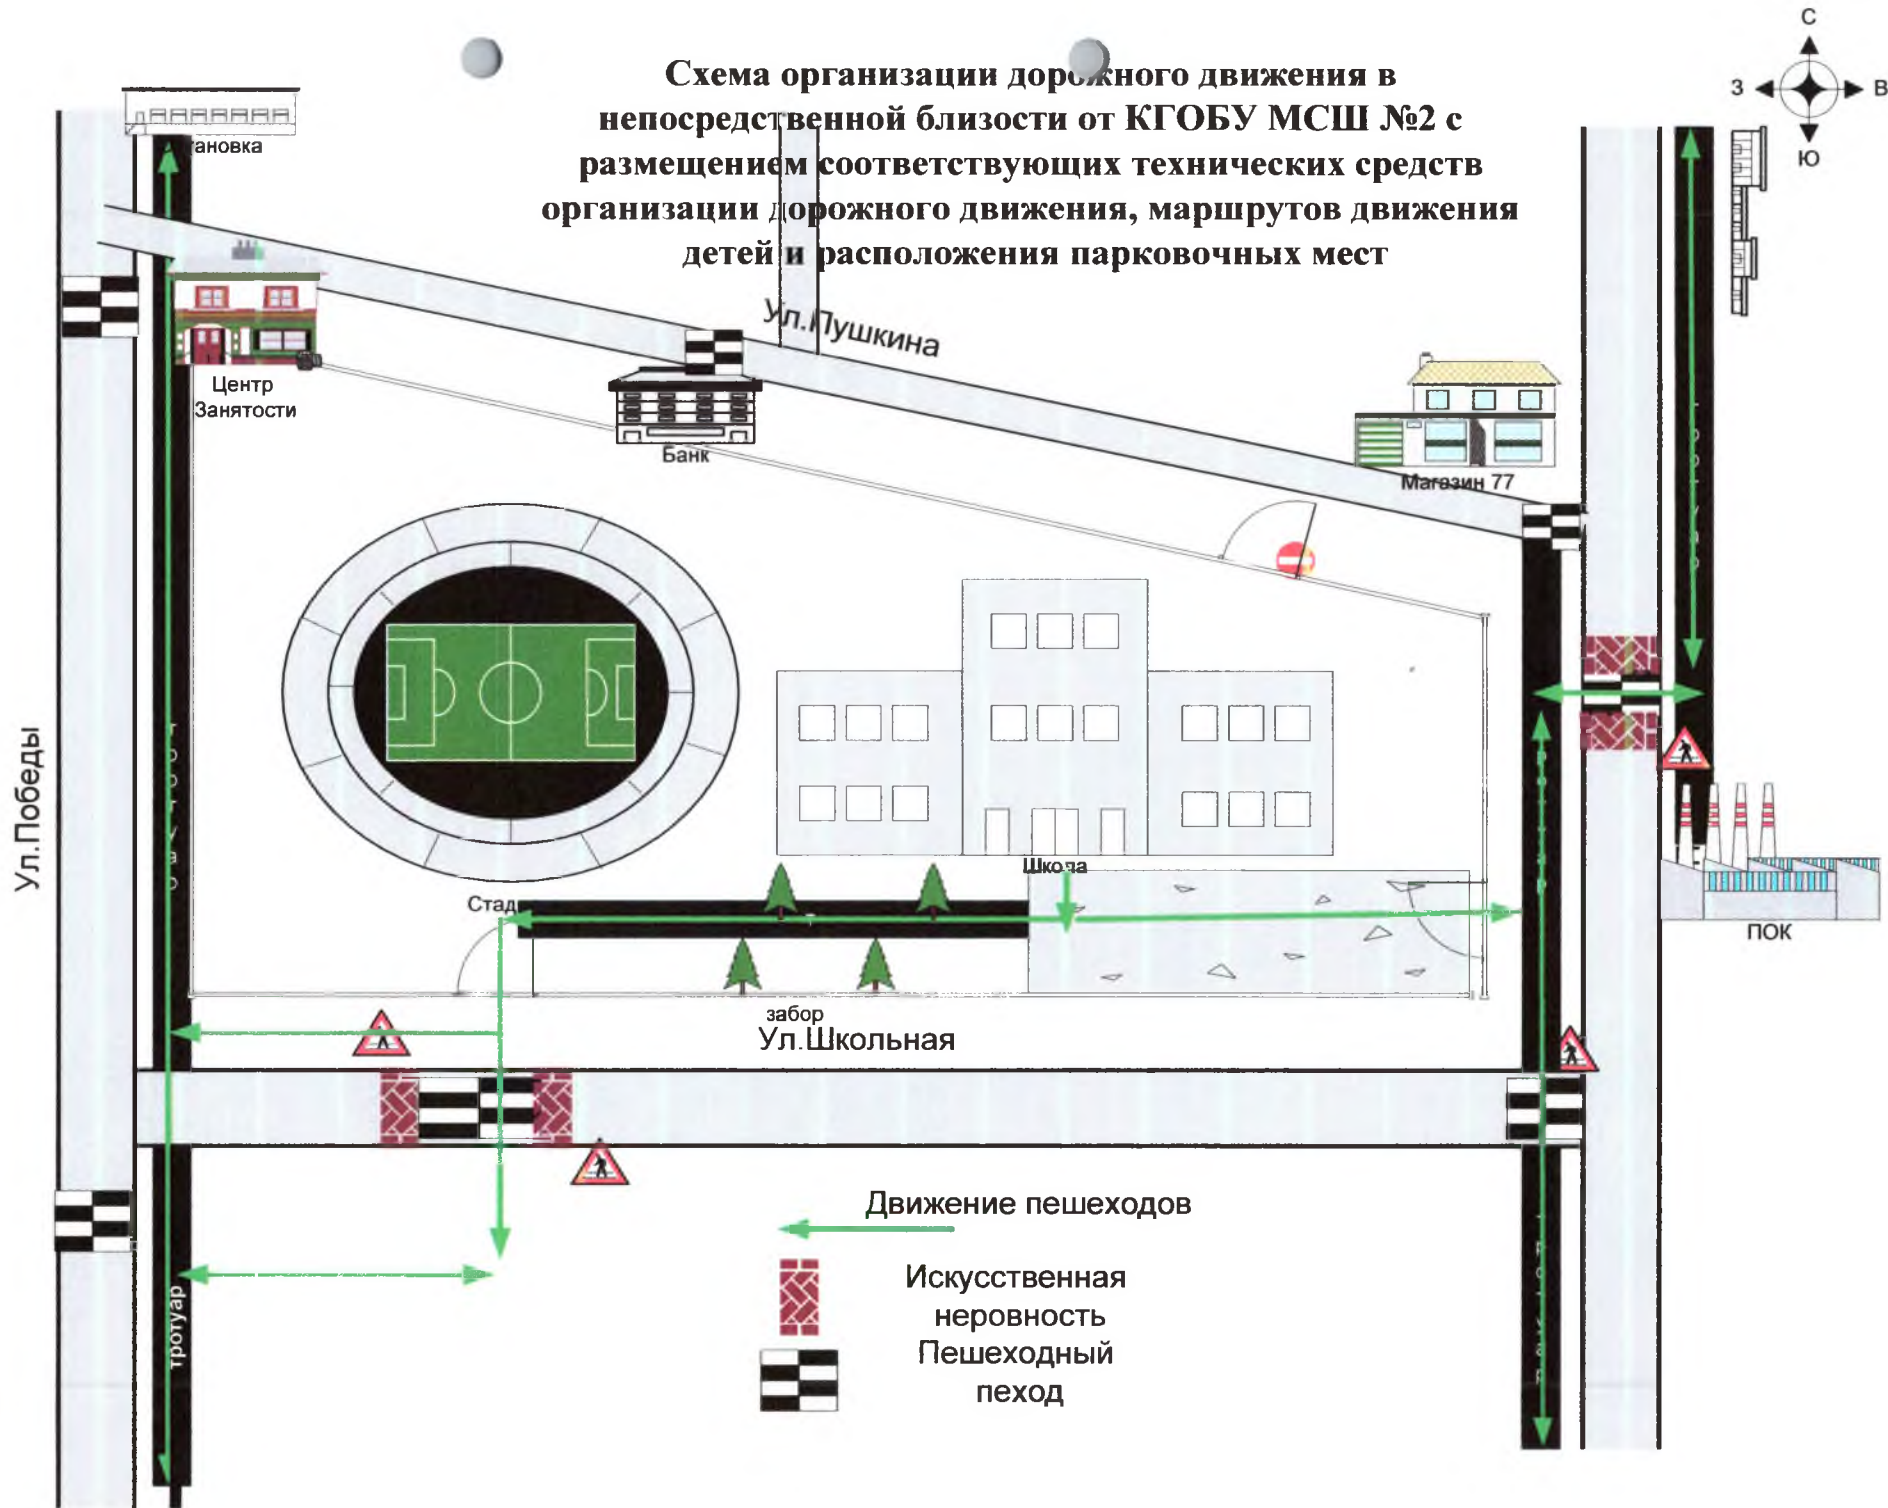 С
З
В
Ю
Схема организации дорожного движения в
непосредственной близости от КГОБУ МСШ №2 с
размещением соответствующих технических средств
организации дорожного движения, маршрутов движения
детей и расположения парковочных мест
ановка
Ул.Пушкина
Центр
Занятости
Банк
Магазин 77
Ул.Победы
Школа
Стад
ПОК
забор
Ул.Школьная
Движение пешеходов
Искусственная
неровность
Пешеходный
пеход
тротуар